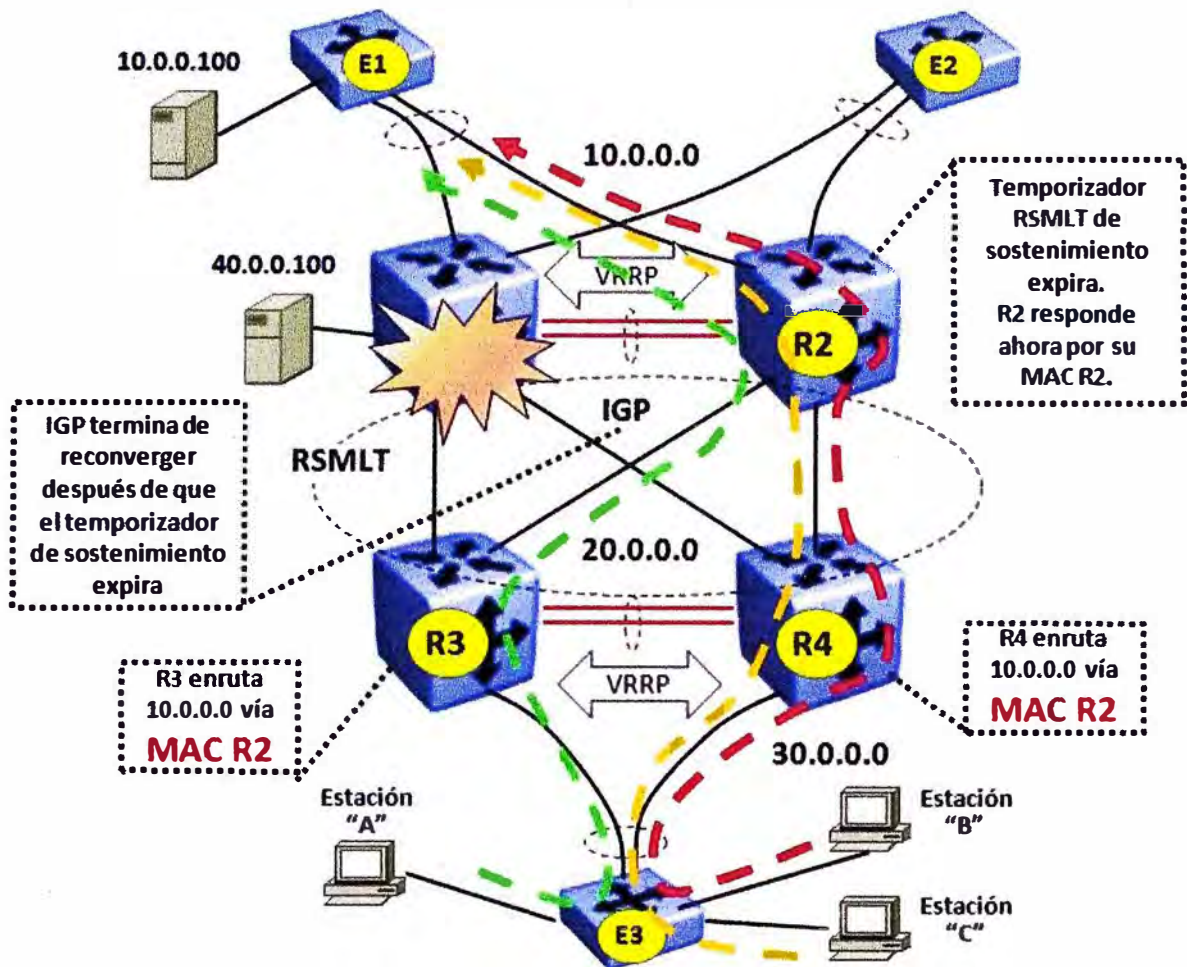 E1
E2
10.0.0.100
10.0.0.0
Temporizador
RSMLT de
sostenimiento
expira.
R2 responde
ahora por su
MAC R2.
40.0.0.100
VRRP
R2
IGP termina de
reconverger
después de que
el temporizador
de sostenimiento
expira
RSMLT
IGP
20.0.0.0
R3
R4
R3 enruta
10.0.0.0 vía
MAC R2
VRRP
R4 enruta
10.0.0.0 vía
MAC R2
30.0.0.0
Estación
"A"
Estación
"B"
E3
Estación
"C"